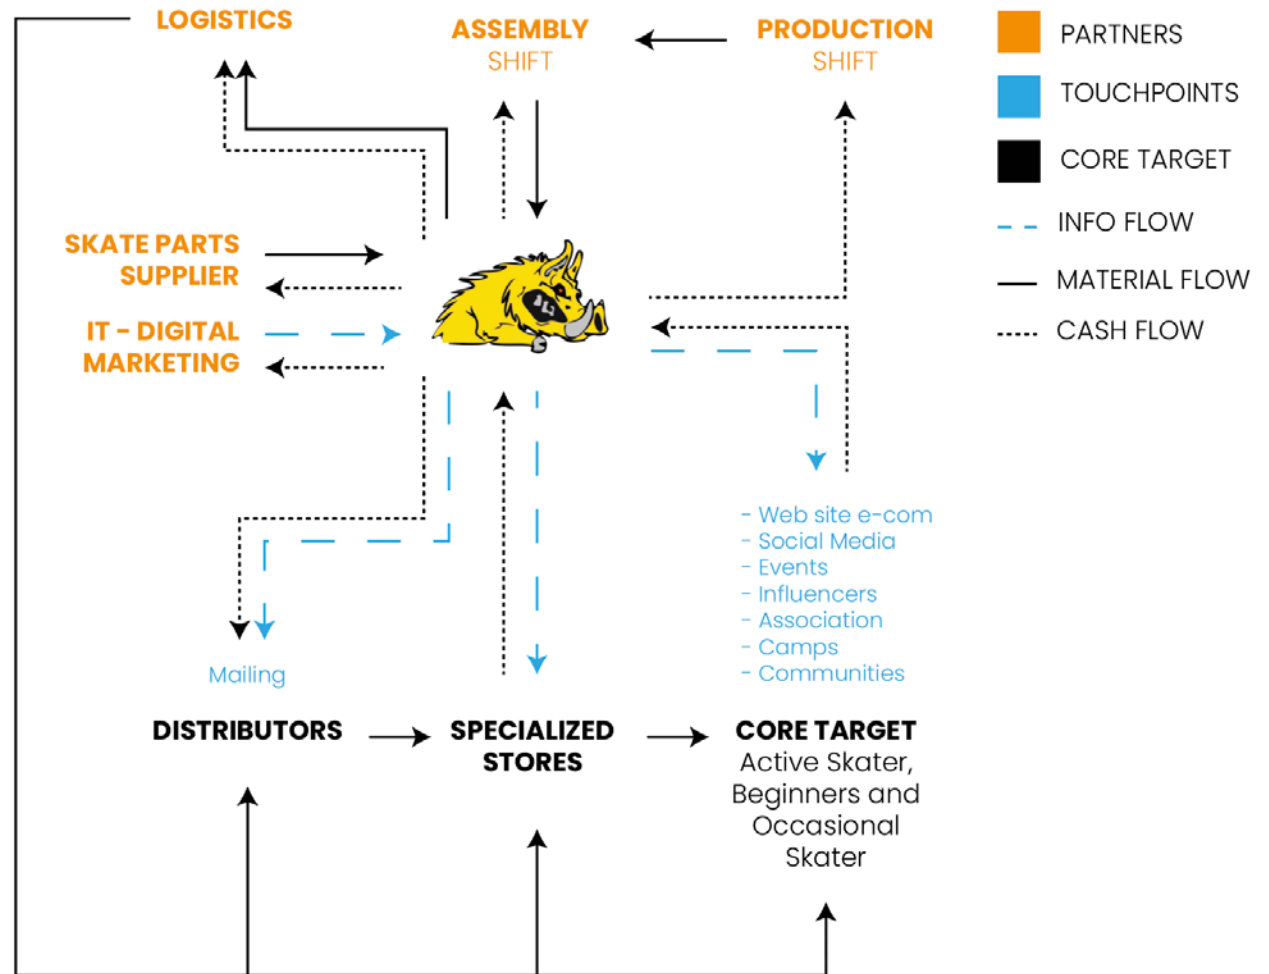 LOGISTICS
ASSEMBLY
SHIFT
PRODUCTION
SHIFT
PARTNERS
TOUCHPOINTS
CORE TARGET
INFO FLOW
MATERIAL FLOW
CASH FLOW
SKATE PARTS
SUPPLIER
IT - DIGITAL
MARKETING
- Web site e-com
- Social Media
- Events
- Influencers
- Association
- Camps
- Communities
Mailing
DISTRIBUTORS
SPECIALIZED
STORES
CORE TARGET
Active Skater,
Beginners and
Occasional
Skater